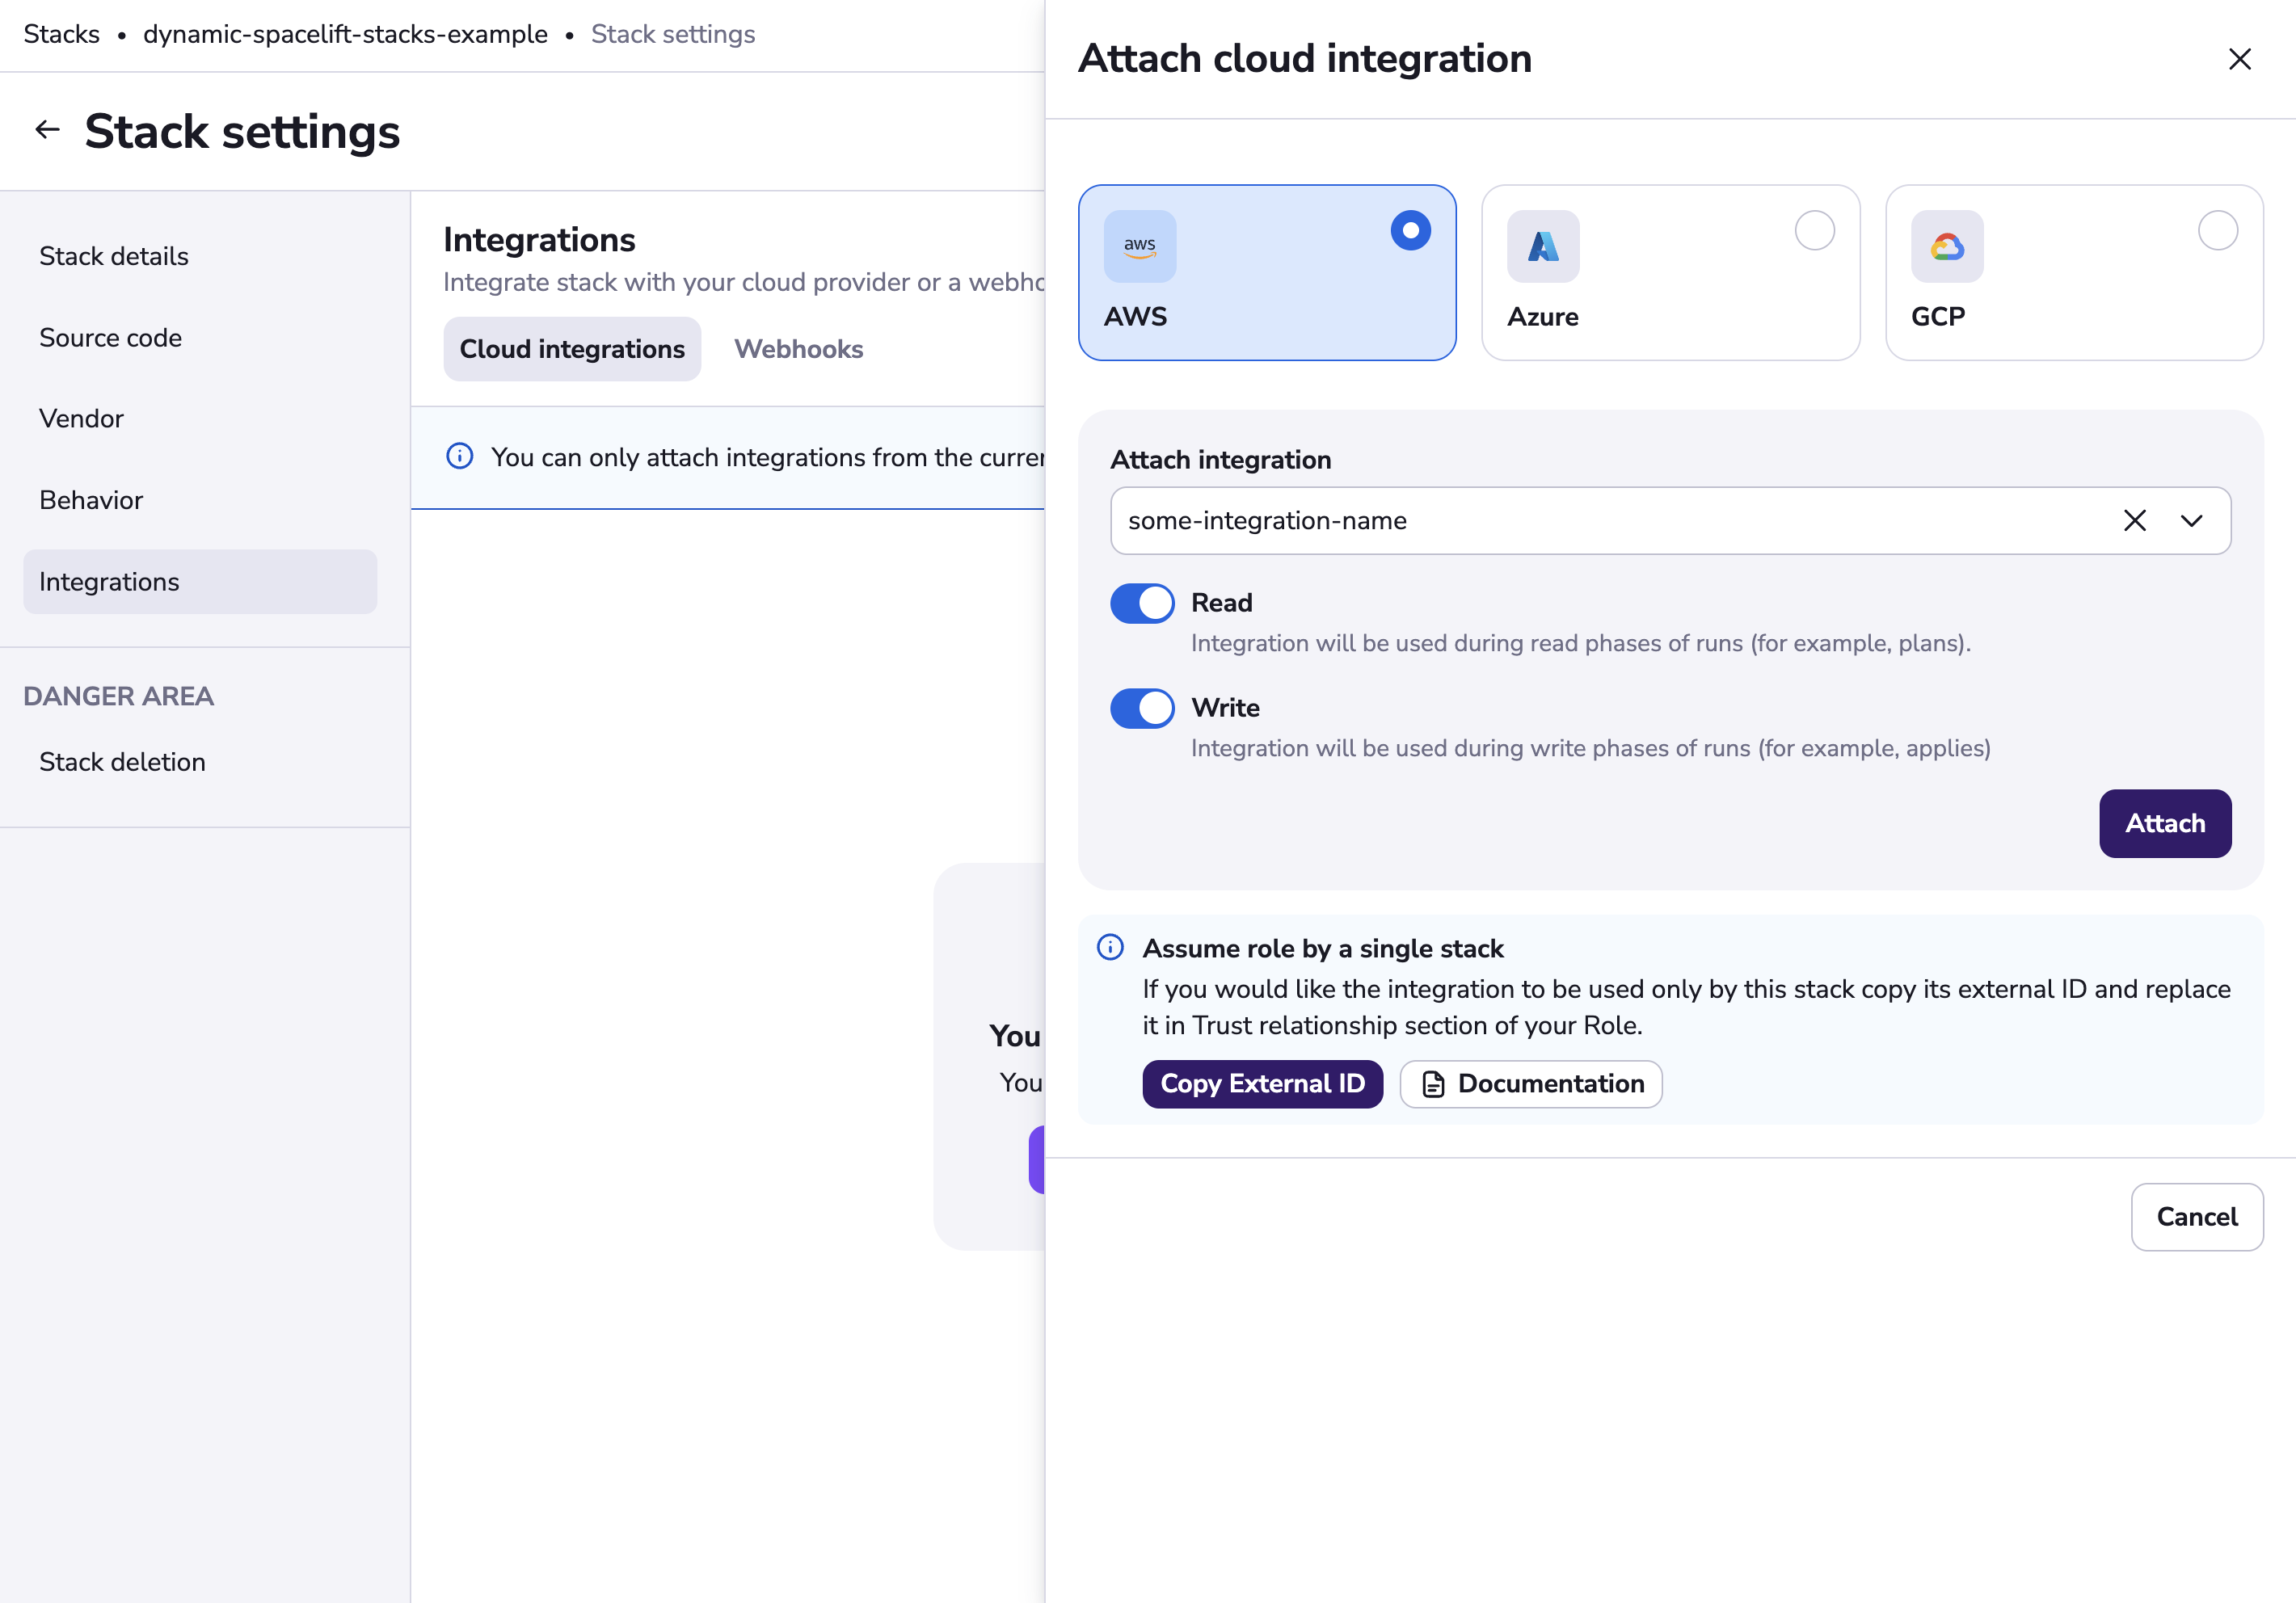 Stacks • dynamic-spacelift-stacks-example • Stack settings
Stack settings
Stack details
Source code
Vendor
Behavior
Integrations
DANGER AREA
Stack deletion
Integrations
Integrate stack with your cloud provider or a webho
Cloud integrations
Webhooks
You can only attach integrations from the curren
You
You
Attach cloud integration
aws
AWS
Azure
GCP
Attach integration
some-integration-name
Read
Integration will be used during read phases of runs (for example, plans).
Write
Integration will be used during write phases of runs (for example, applies)
Attach
Assume role by a single stack
If you would like the integration to be used only by this stack copy its external ID and replace
it in Trust relationship section of your Role.
Copy External ID
Documentation
Cancel